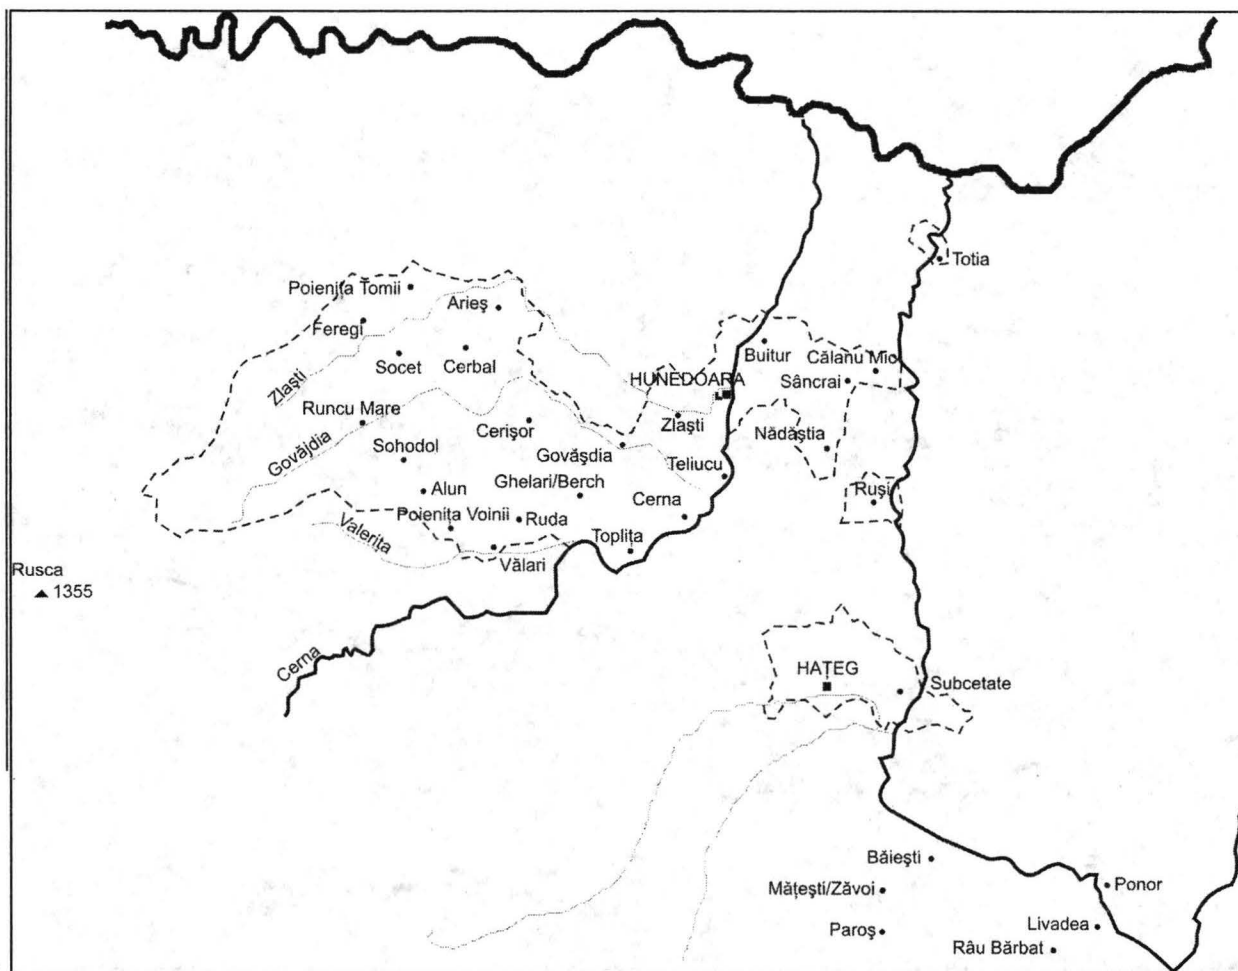 Totia
Poienița Tomii
Arieș
Feregi
Buitur
Călanu Mic
Socet
Cerbal
HUNEDOARA
Sâncrai
Zlaști
Runcu Mare
Zlaști
Cerișor
Nădăștia
Govăjdia
Sohodol
Govășdia
Teliucu
Ghelari/Berch
Alun
Cerna
Ruși
Poienița Voinii
Ruda
Valerița
Toplița
Vălari
Rusca
1355
Cerna
HAȚEG
Subcetate
Băiești
Mățești/Zăvoi
Ponor
Paroș
Livadea
Râu Bărbat